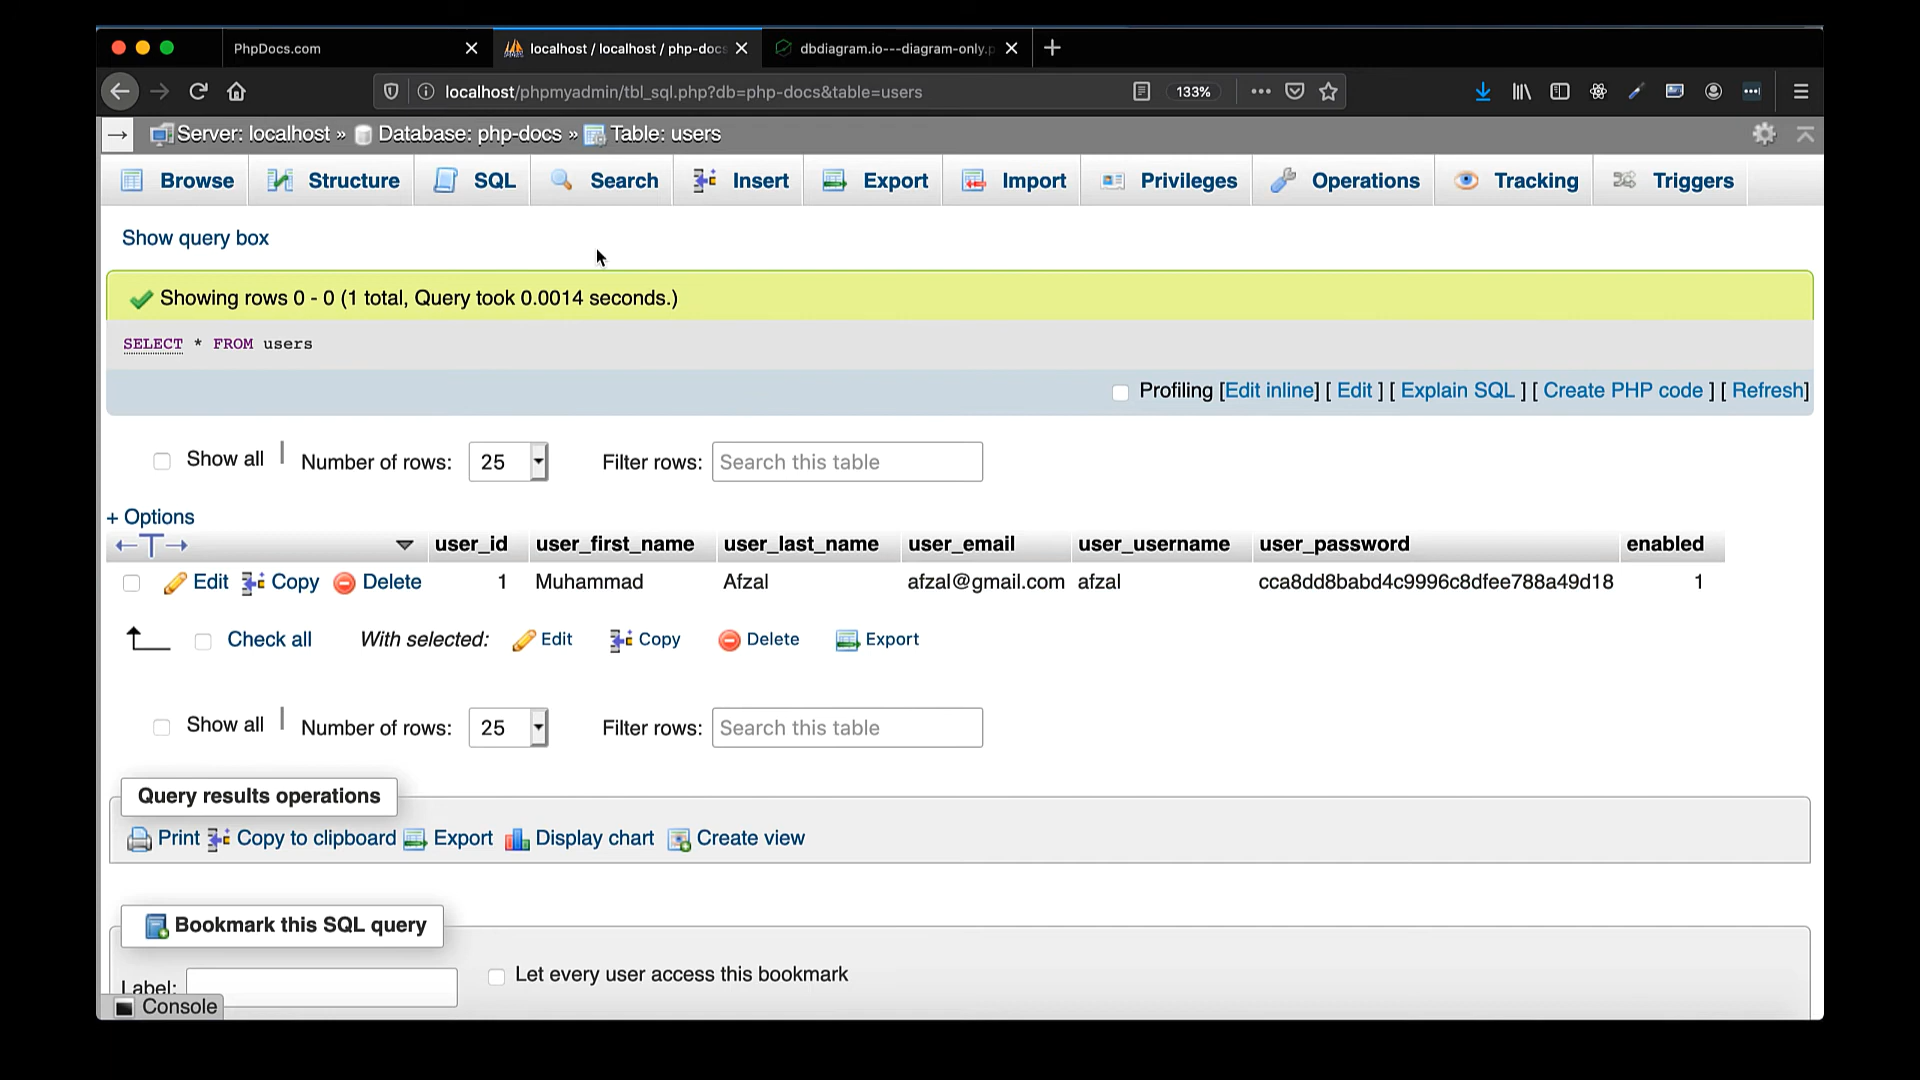 PhpDocs.com
localhost / localhost / php-docs
dbdiagram.io---diagram-only.p
localhost/phpmyadmin/tbl_sql.php?db=php-docs&table=users
133%
Server: localhost » Database: php-docs » Table: users
Browse Structure SQL Search Insert Export Import Privileges Operations Tracking Triggers
Show query box
Showing rows 0 - 0 (1 total, Query took 0.0014 seconds.)
SELECT * FROM users
Profiling [Edit inline] [ Edit ] [ Explain SQL ] [ Create PHP code ] [ Refresh]
Show all | Number of rows: 25 Filter rows: Search this table
+ Options
←T→ user_id user_first_name user_last_name user_email user_username user_password enabled
Edit Copy Delete 1 Muhammad Afzal afzal@gmail.com afzal cca8dd8babd4c9996c8dfee788a49d18 1
Check all With selected: Edit Copy Delete Export
Show all | Number of rows: 25 Filter rows: Search this table
Query results operations
Print Copy to clipboard Export Display chart Create view
Bookmark this SQL query
Label: Let every user access this bookmark
Console